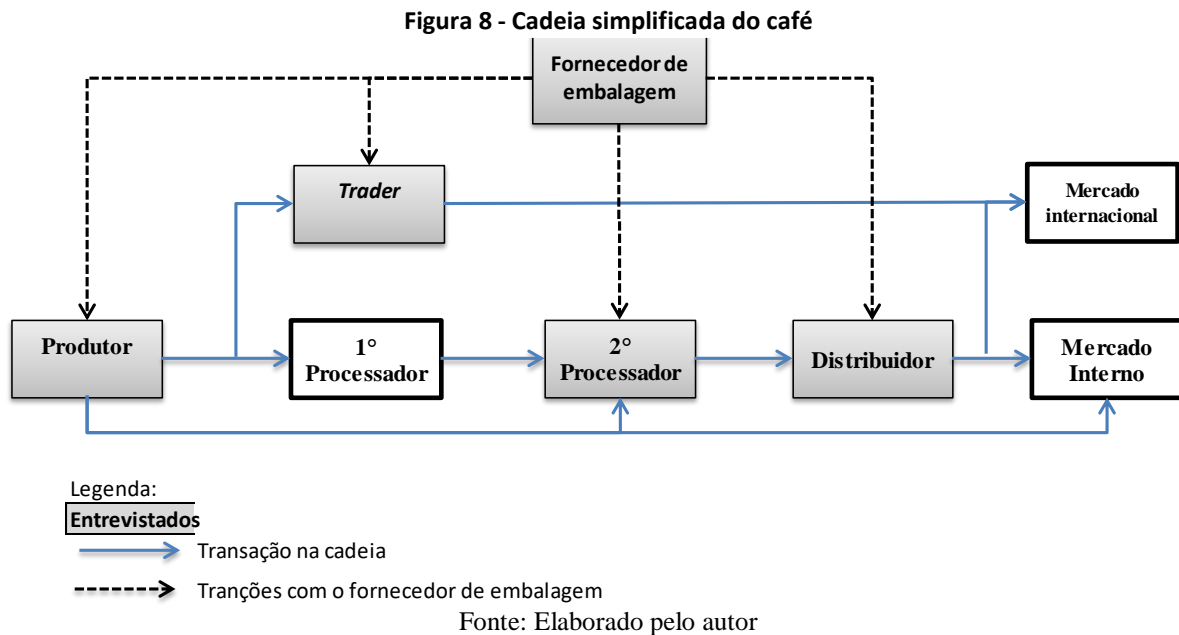 Figura 8 - Cadeia simplificada do café
Fornecedor de
embalagem
Trader
Mercado
internacional
Produtor
1°
Processador
2°
Processador
Distribuidor
Mercado
Interno
Legenda:
Entrevistados
Transação na cadeia
Tranções com o fornecedor de embalagem
Fonte: Elaborado pelo autor